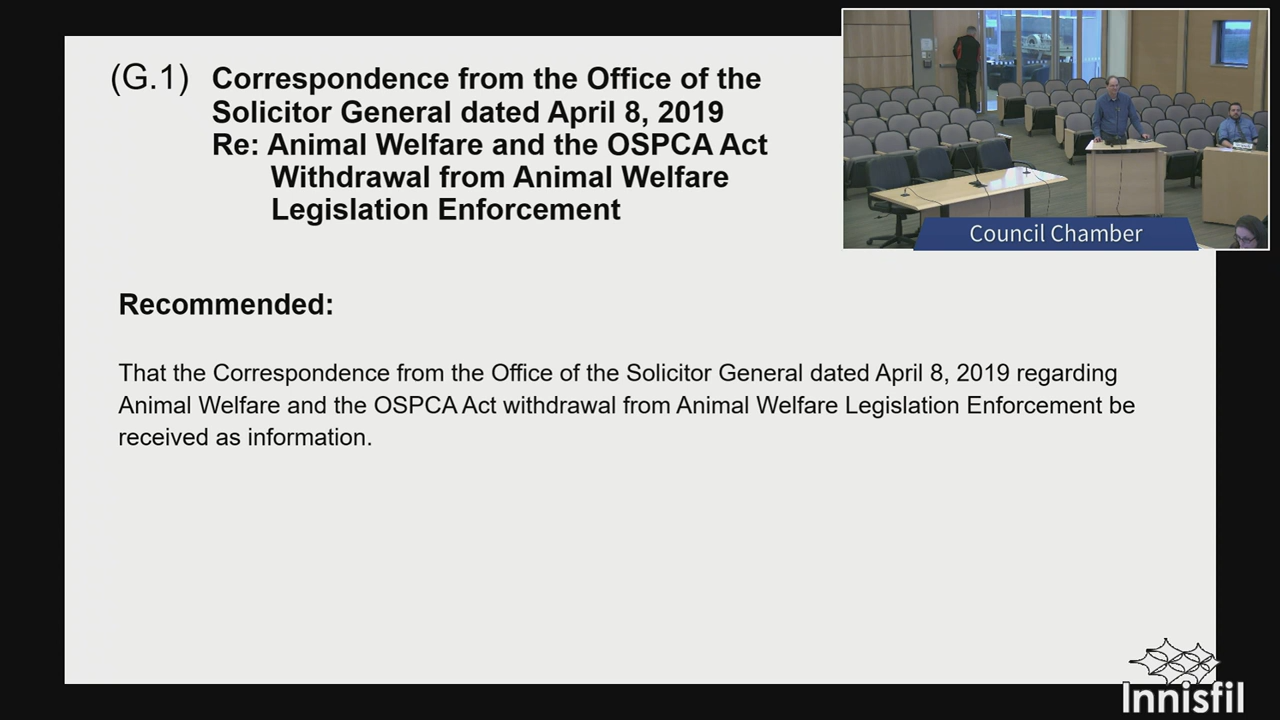 (G.1) Correspondence from the Office of the
Solicitor General dated April 8, 2019
Re: Animal Welfare and the OSPCA Act
Withdrawal from Animal Welfare
Legislation Enforcement
Council Chamber
Recommended:
That the Correspondence from the Office of the Solicitor General dated April 8, 2019 regarding
Animal Welfare and the OSPCA Act withdrawal from Animal Welfare Legislation Enforcement be
received as information.
Innisfil